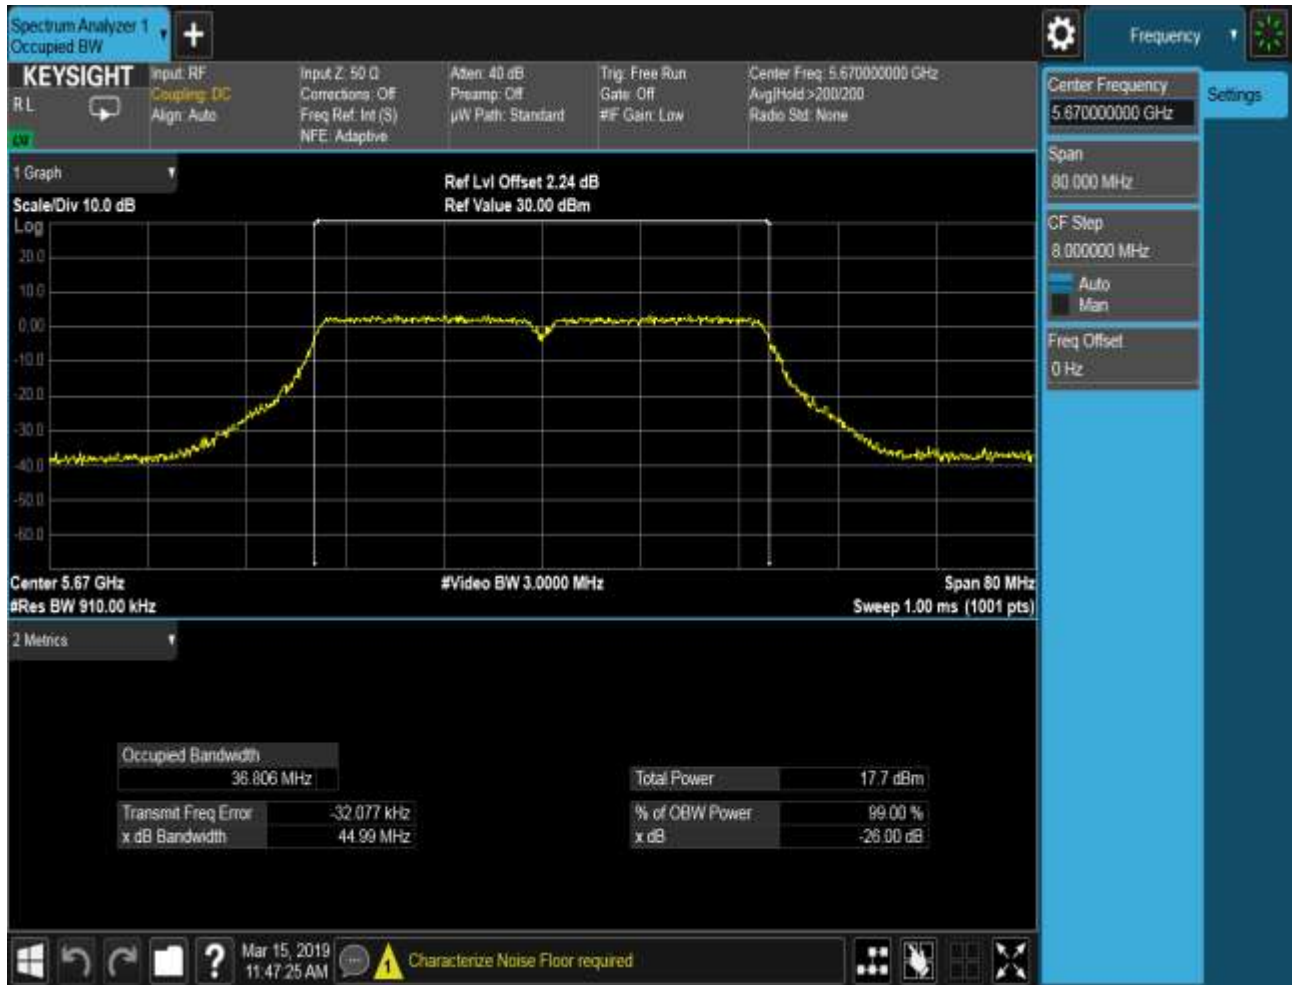 Spectrum Analyzer 1
Occupied BW
Frequency
KEYSIGHT
R L
Input: RF
Coupling: DC
Align: Auto
Input Z: 50 Ω
Corrections: Off
Freq Ref: Int (S)
NFE: Adaptive
Atten: 40 dB
Preamp: Off
µW Path: Standard
Trig: Free Run
Gate: Off
#IF Gain: Low
Center Freq: 5.670000000 GHz
Avg|Hold:>200/200
Radio Std: None
Center Frequency
5.670000000 GHz
Settings
Span
80.000 MHz
CF Step
8.000000 MHz
Auto
Man
Freq Offset
0 Hz
1 Graph
Scale/Div 10.0 dB
Ref Lvl Offset 2.24 dB
Ref Value 30.00 dBm
Log
20.0
10.0
0.00
-10.0
-20.0
-30.0
-40.0
-50.0
-60.0
Center 5.67 GHz
#Video BW 3.0000 MHz
Span 80 MHz
#Res BW 910.00 kHz
Sweep 1.00 ms (1001 pts)
2 Metrics
Occupied Bandwidth
36.806 MHz
Total Power 17.7 dBm
Transmit Freq Error -32.077 kHz
% of OBW Power 99.00 %
x dB Bandwidth 44.99 MHz
x dB -26.00 dB
?
Mar 15, 2019
11:47:25 AM
1
Characterize Noise Floor required